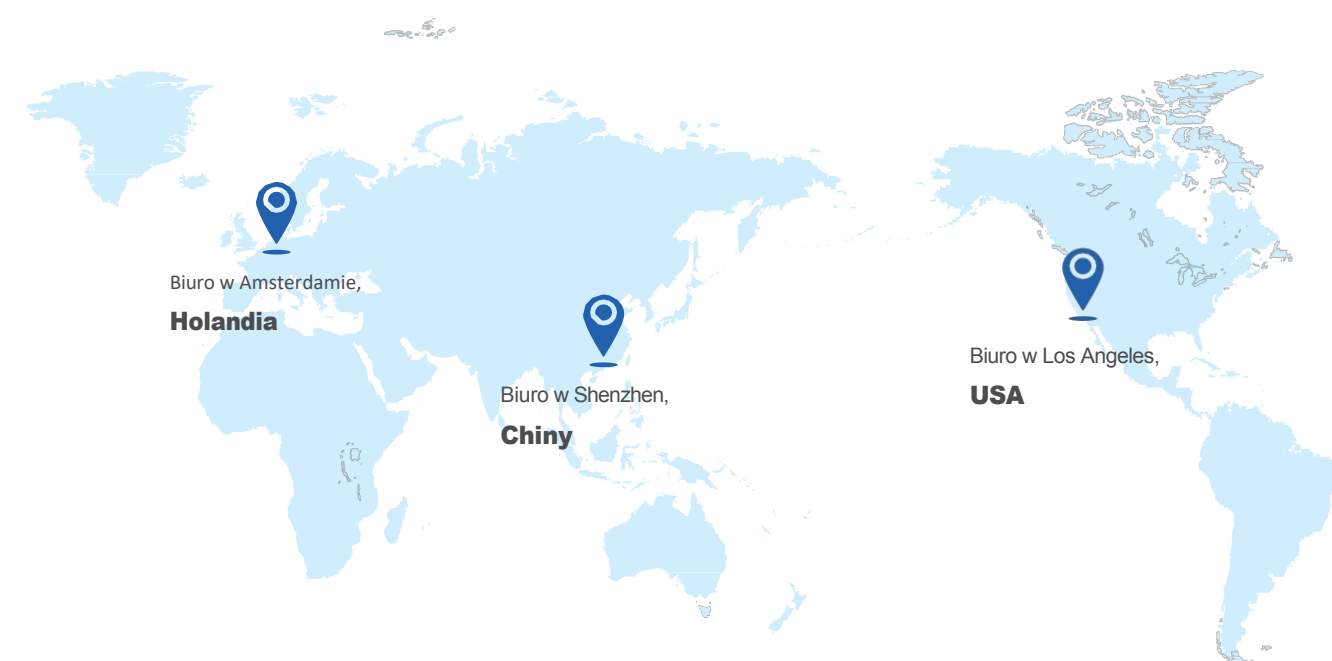 Biuro w Amsterdamie,
Holandia
Biuro w Shenzhen,
Chiny
Biuro w Los Angeles,
USA